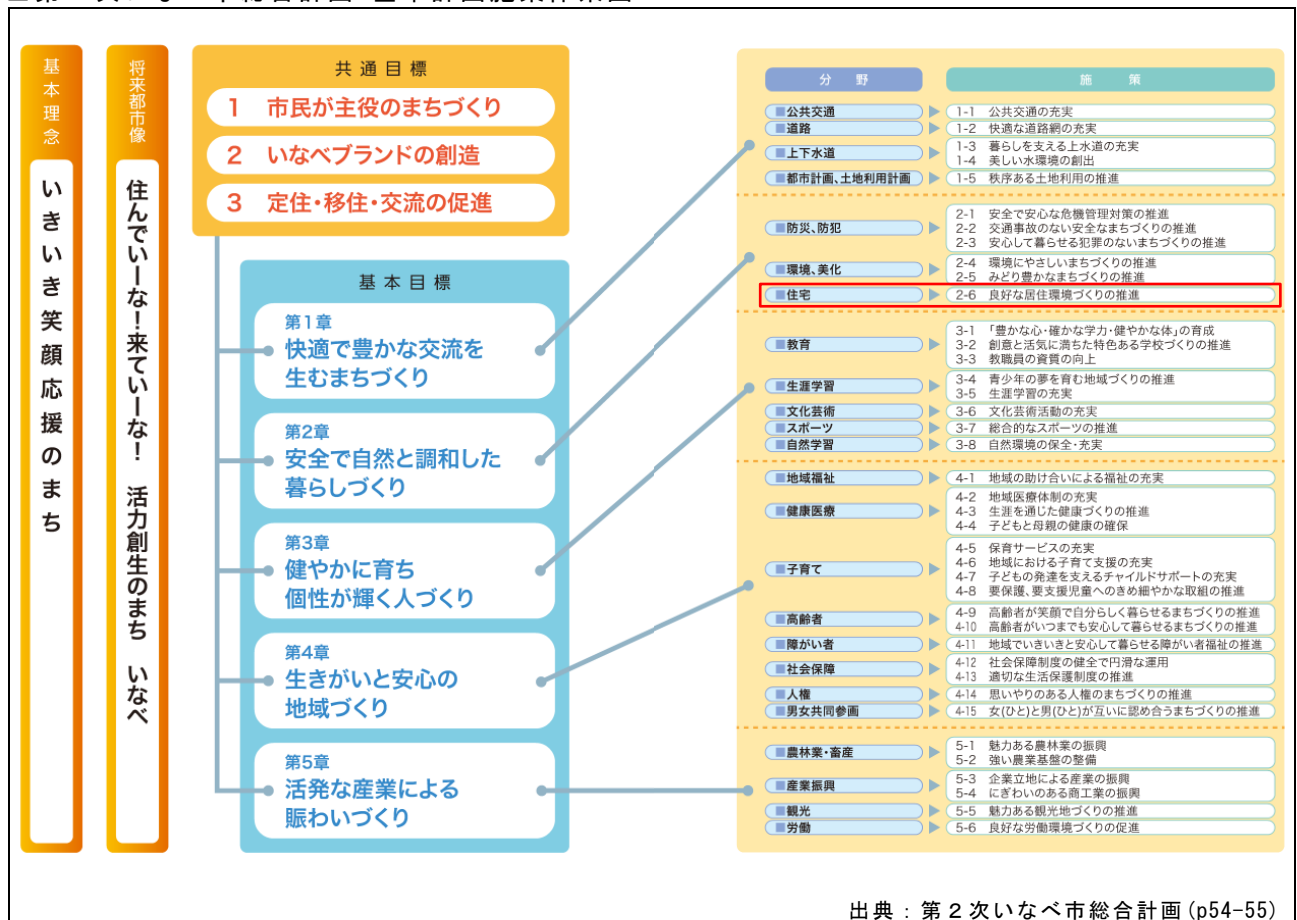 基本理念
いきいき笑顔応援のまち
将来都市像
住んでいーな!来ていーな! 活力創生のまち いなべ
共通目標
1 市民が主役のまちづくり
2 いなべブランドの創造
3 定住・移住・交流の促進
基本目標
第1章
快適で豊かな交流を
生むまちづくり
第2章
安全で自然と調和した
暮らしづくり
第3章
健やかに育ち
個性が輝く人づくり
第4章
生きがいと安心の
地域づくり
第5章
活発な産業による
賑わいづくり
分野 施策
■公共交通 1-1 公共交通の充実
■道路 1-2 快適な道路網の充実
■上下水道
1-3 暮らしを支える上水道の充実
1-4 美しい水環境の創出
■都市計画、土地利用計画 1-5 秩序ある土地利用の推進
■防災、防犯
2-1 安全で安心な危機管理対策の推進
2-2 交通事故のない安全なまちづくりの推進
2-3 安心して暮らせる犯罪のないまちづくりの推進
■環境、美化
2-4 環境にやさしいまちづくりの推進
2-5 みどり豊かなまちづくりの推進
■住宅 2-6 良好な居住環境づくりの推進
■教育
3-1 「豊かな心・確かな学力・健やかな体」の育成
3-2 創意と活気に満ちた特色ある学校づくりの推進
3-3 教職員の資質の向上
■生涯学習
3-4 青少年の夢を育む地域づくりの推進
3-5 生涯学習の充実
■文化芸術 3-6 文化芸術活動の充実
■スポーツ 3-7 総合的なスポーツの推進
■自然学習 3-8 自然環境の保全・充実
■地域福祉 4-1 地域の助け合いによる福祉の充実
■健康医療
4-2 地域医療体制の充実
4-3 生涯を通じた健康づくりの推進
4-4 子どもと母親の健康の確保
■子育て
4-5 保育サービスの充実
4-6 地域における子育て支援の充実
4-7 子どもの発達を支えるチャイルドサポートの充実
4-8 要保護、要支援児童へのきめ細やかな取組の推進
■高齢者
4-9 高齢者が笑顔で自分らしく暮らせるまちづくりの推進
4-10 高齢者がいつまでも安心して暮らせるまちづくりの推進
■障がい者 4-11 地域でいきいきと安心して暮らせる障がい者福祉の推進
■社会保障
4-12 社会保障制度の健全で円滑な運用
4-13 適切な生活保護制度の推進
■人権 4-14 思いやりのある人権のまちづくりの推進
■男女共同参画 4-15 女(ひと)と男(ひと)が互いに認め合うまちづくりの推進
■農林業・畜産
5-1 魅力ある農林業の振興
5-2 強い農業基盤の整備
■産業振興
5-3 企業立地による産業の振興
5-4 にぎわいのある商工業の振興
■観光 5-5 魅力ある観光地づくりの推進
■労働 5-6 良好な労働環境づくりの促進
出典:第2次いなべ市総合計画(p54-55)